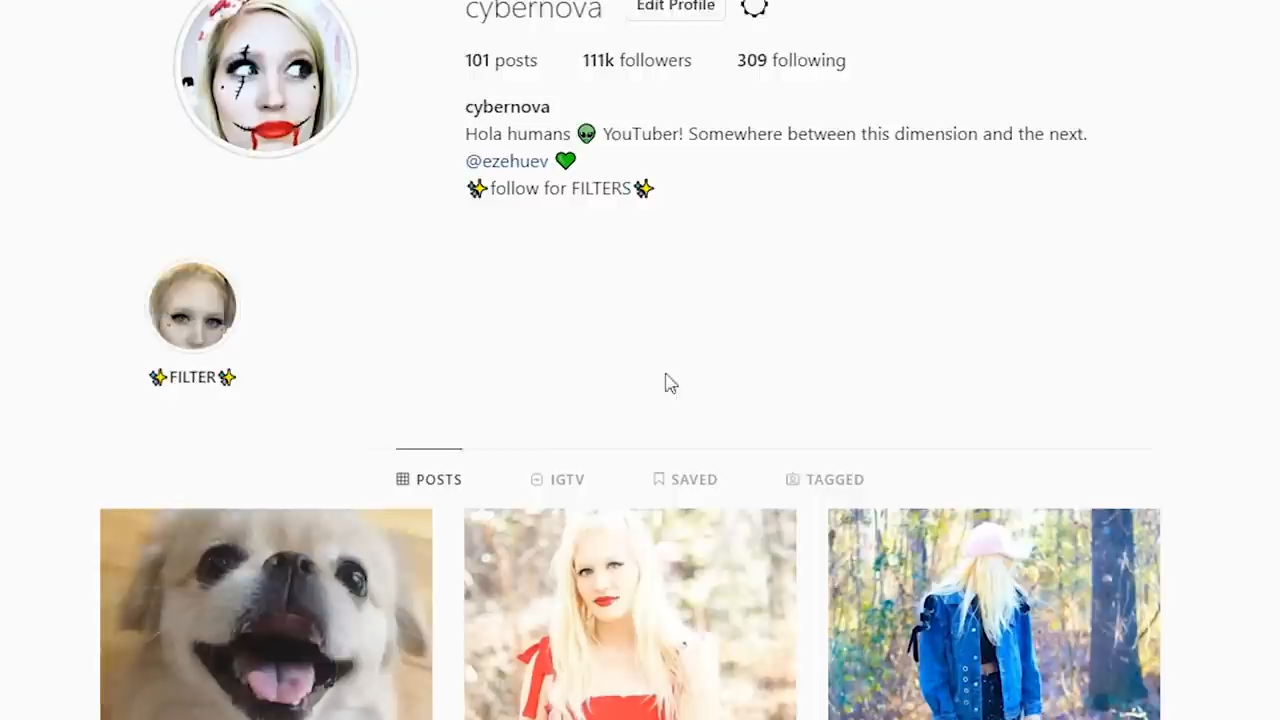 cybernova Edit Profile
101 posts 111k followers 309 following
cybernova
Hola humans 👽 YouTuber! Somewhere between this dimension and the next.
@ezehuev 💚
✨follow for FILTERS✨
✨FILTER✨
POSTS IGTV SAVED TAGGED